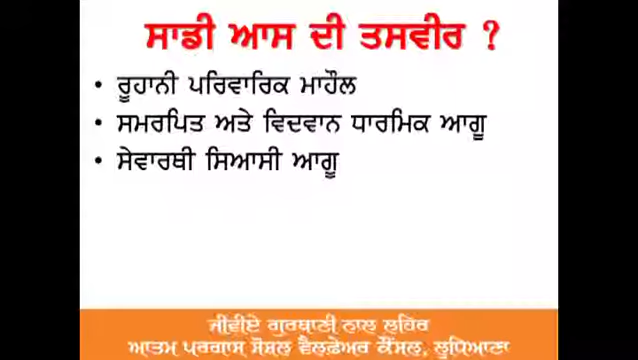 ਸਾਡੀ ਆਸ ਦੀ ਤਸਵੀਰ ?
• ਰੂਹਾਨੀ ਪਰਿਵਾਰਿਕ ਮਾਹੌਲ
• ਸਮਰਪਿਤ ਅਤੇ ਵਿਦਵਾਨ ਧਾਰਮਿਕ ਆਗੂ
• ਸੇਵਾਰਥੀ ਸਿਆਸੀ ਆਗੂ
ਜੀਵੀਏ ਗੁਰਬਾਣੀ ਨਾਲ ਲਹਿਰ
ਆਤਮ ਪਰਗਾਸ ਸੋਸ਼ਲ ਵੈਲਫ਼ੇਅਰ ਕੌਂਸਲ, ਲੁਧਿਆਣਾ